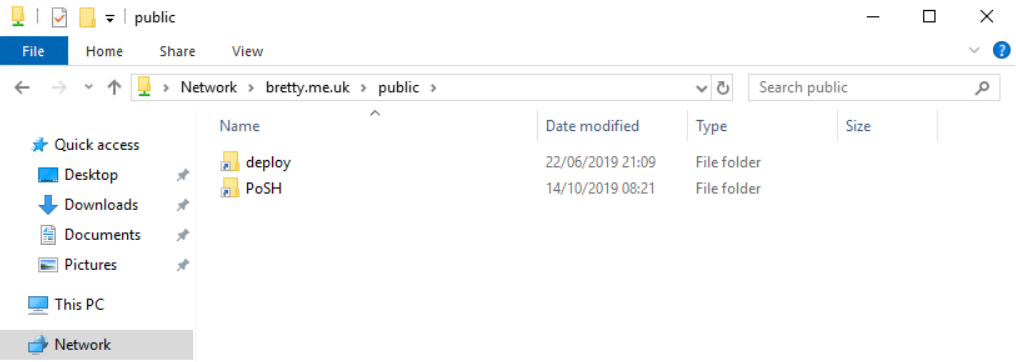 public
File Home Share View
Network bretty.me.uk public Search public
Name Date modified Type Size
Quick access
deploy 22/06/2019 21:09 File folder
Desktop
PoSH 14/10/2019 08:21 File folder
Downloads
Documents
Pictures
This PC
Network